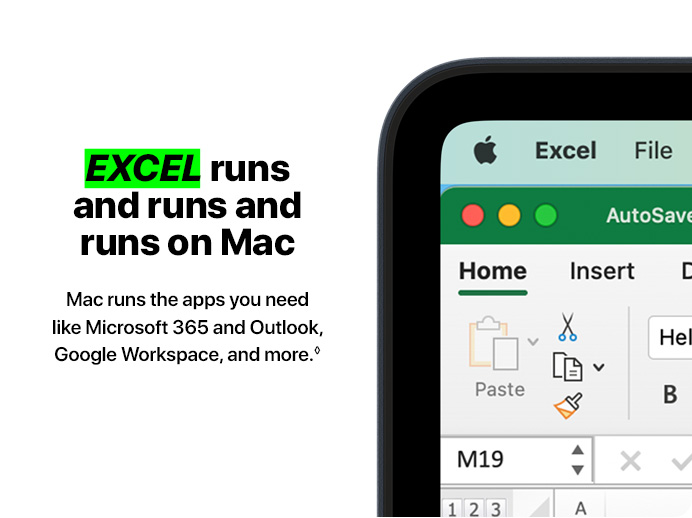 EXCEL runs
and runs and
runs on Mac
Mac runs the apps you need
like Microsoft 365 and Outlook,
Google Workspace, and more.◊
Excel File
AutoSave
Home Insert D
Paste
Hel
B
M19
1 2 3 A